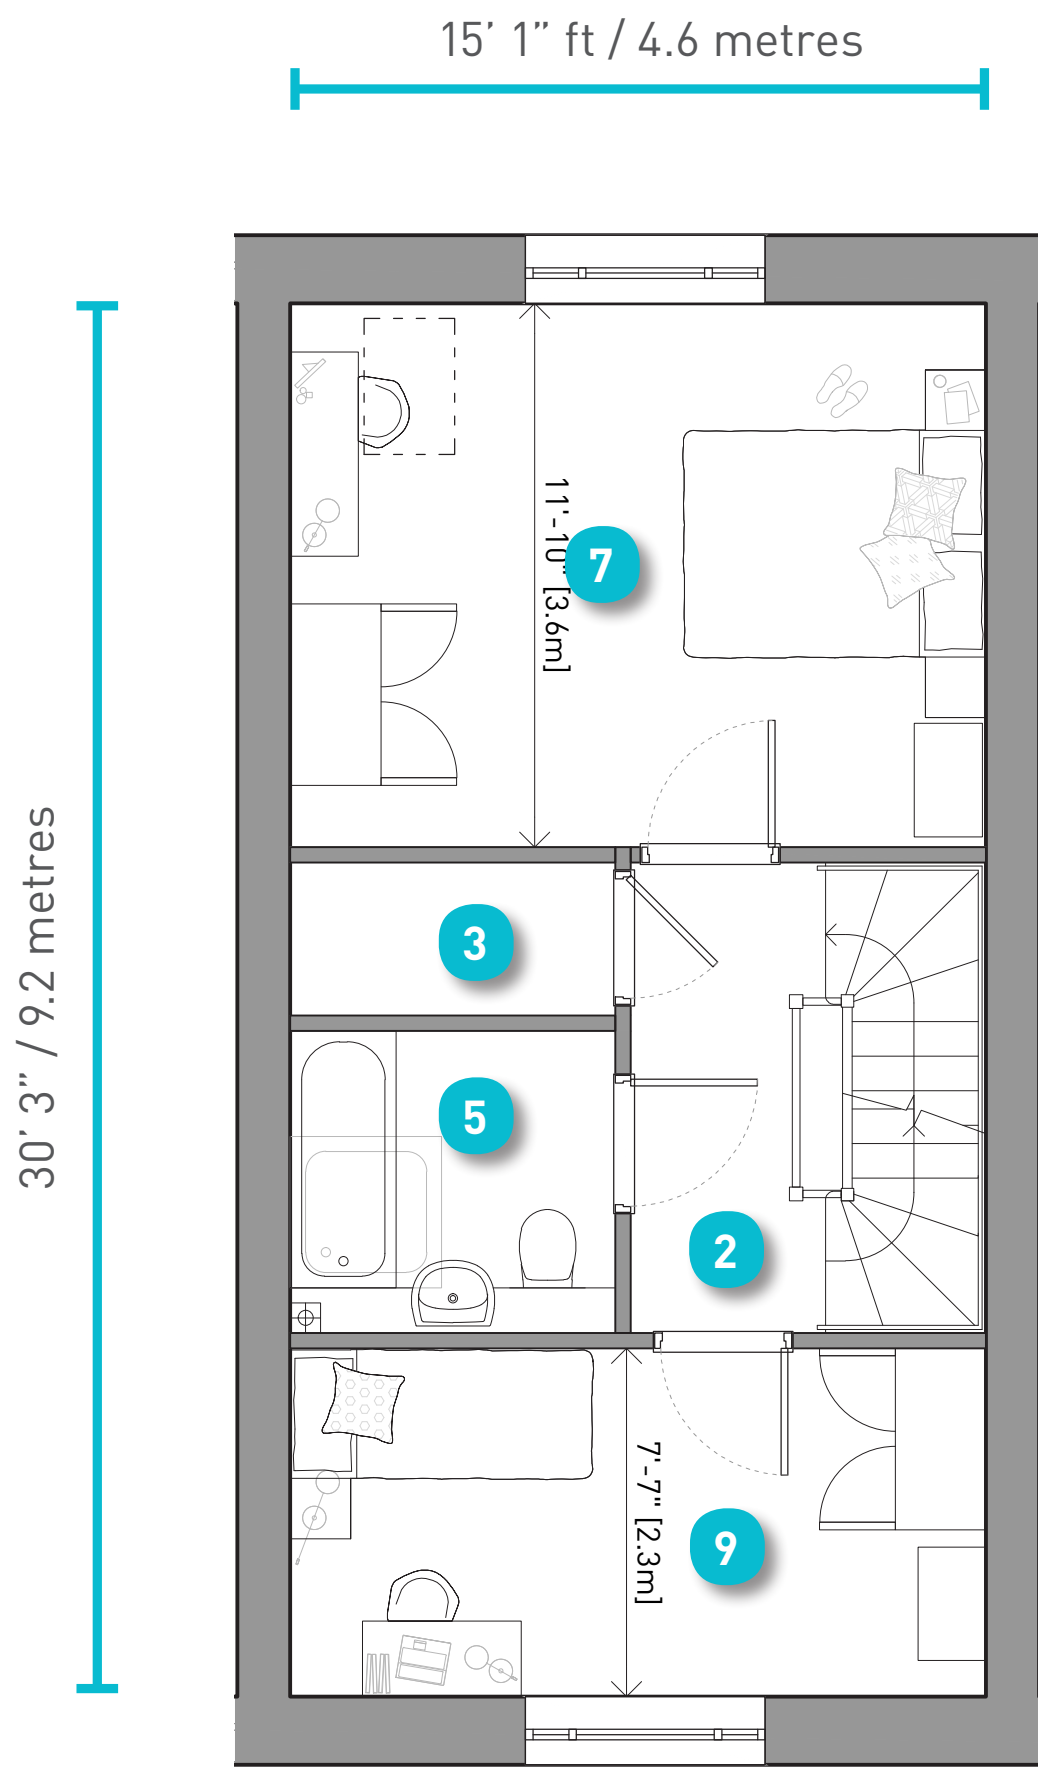 15’ 1” ft / 4.6 metres
30’ 3” / 9.2 metres
11'-10" [3.6m]
7
3
5
2
7'-7" [2.3m]
9